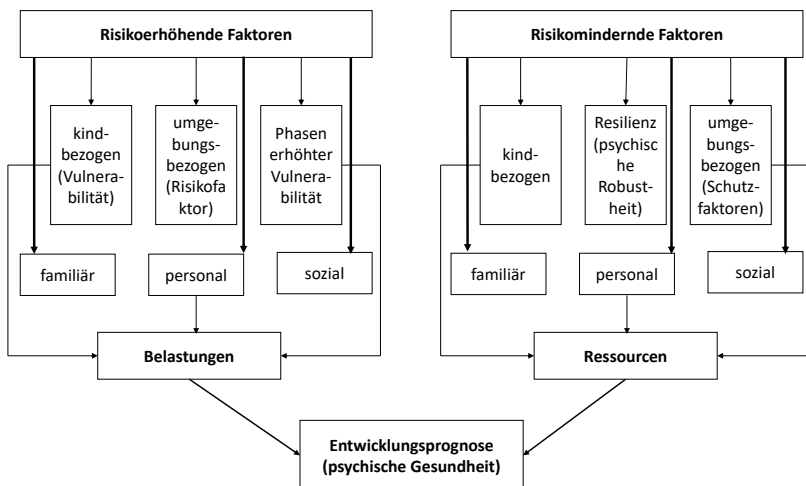 Risikoerhöhende Faktoren
kind-
bezogen
(Vulnera-
bilität)
umge-
bungs-
bezogen
(Risikofa-
ktor)
Phasen
erhöhter
Vulnera-
bilität
familiär
personal
sozial
Belastungen
Risikomindernde Faktoren
kind-
bezogen
Resilienz
(psychis-
che
Robust-
heit)
umge-
bungs-
bezogen
(Schutz-
faktoren)
familiär
personal
sozial
Ressourcen
Entwicklungsprognose
(psychische Gesundheit)